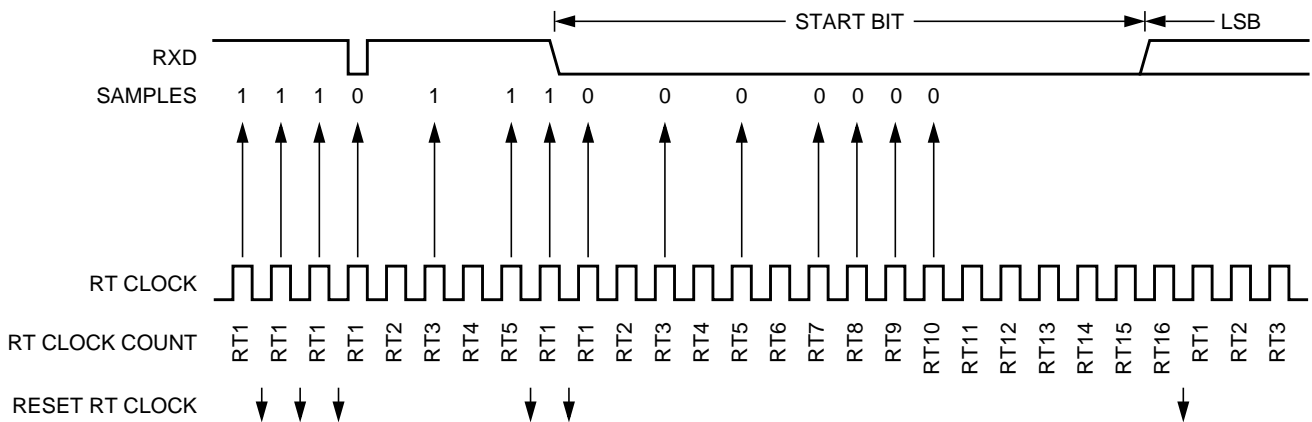 START BIT LSB
RXD
SAMPLES 1 1 1 0 1 1 1 0 0 0 0 0 0 0
RT CLOCK
RT CLOCK COUNT RT1 RT1 RT1 RT1 RT2 RT3 RT4 RT5 RT1 RT1 RT2 RT3 RT4 RT5 RT6 RT7 RT8 RT9 RT10 RT11 RT12 RT13 RT14 RT15 RT16 RT1 RT2 RT3
RESET RT CLOCK